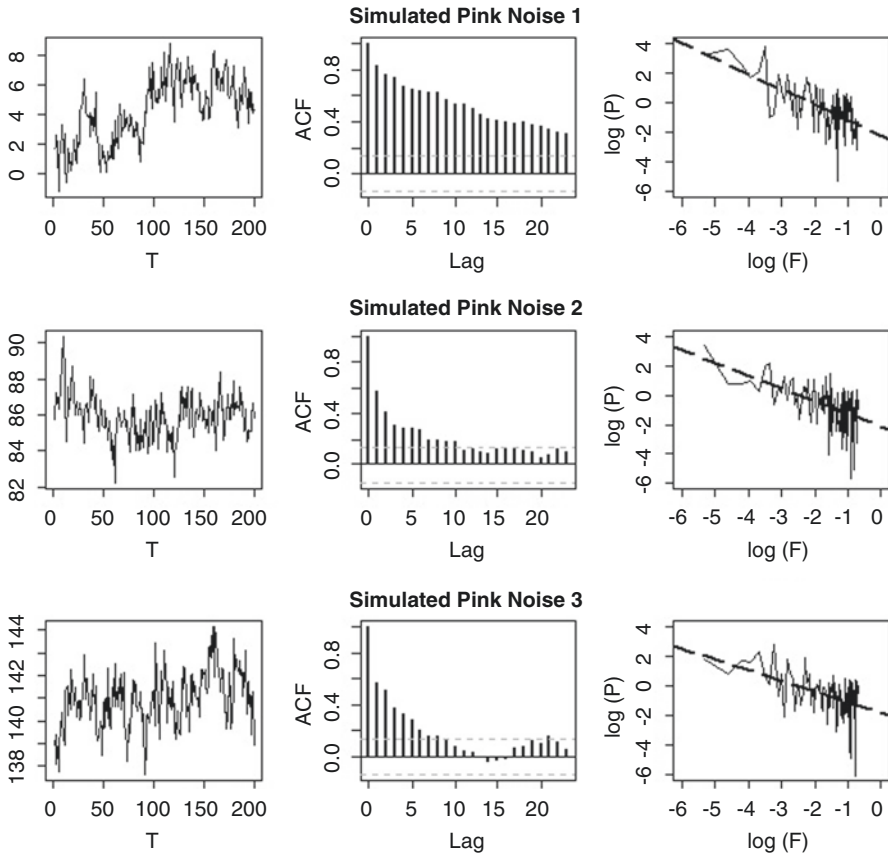 Simulated Pink Noise 1
8
6
4
2
0
0 50 100 150 200
T
ACF
0.8
0.4
0.0
0 5 10 15 20
Lag
log (P)
4
2
0
-2
-4
-6
-6 -5 -4 -3 -2 -1 0
log (F)
Simulated Pink Noise 2
90
88
86
84
82
0 50 100 150 200
T
ACF
0.8
0.4
0.0
0 5 10 15 20
Lag
log (P)
4
2
0
-2
-4
-6
-6 -5 -4 -3 -2 -1 0
log (F)
Simulated Pink Noise 3
144
142
140
138
0 50 100 150 200
T
ACF
0.8
0.4
0.0
0 5 10 15 20
Lag
log (P)
4
2
0
-2
-4
-6
-6 -5 -4 -3 -2 -1 0
log (F)